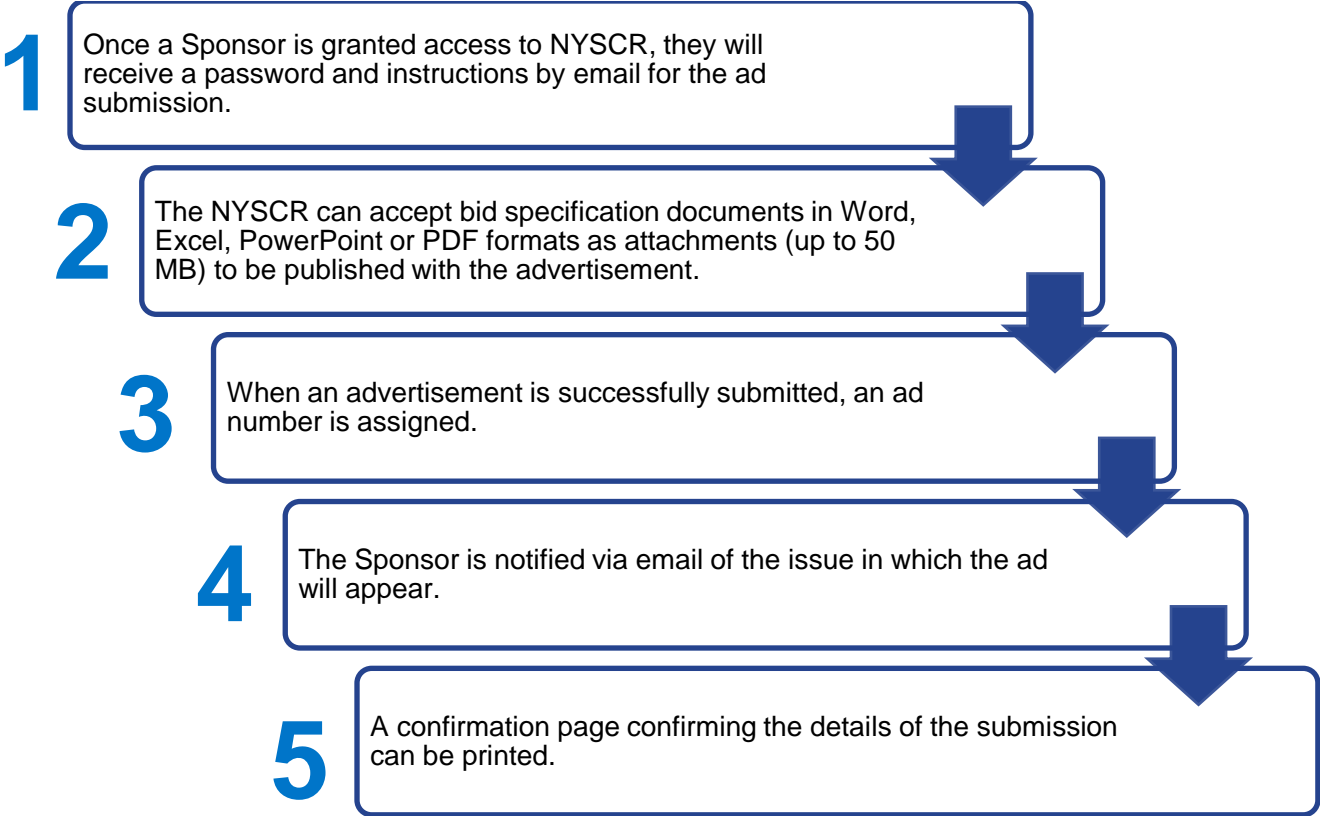 1
Once a Sponsor is granted access to NYSCR, they will
receive a password and instructions by email for the ad
submission.
2
The NYSCR can accept bid specification documents in Word,
Excel, PowerPoint or PDF formats as attachments (up to 50
MB) to be published with the advertisement.
3
When an advertisement is successfully submitted, an ad
number is assigned.
4
The Sponsor is notified via email of the issue in which the ad
will appear.
5
A confirmation page confirming the details of the submission
can be printed.